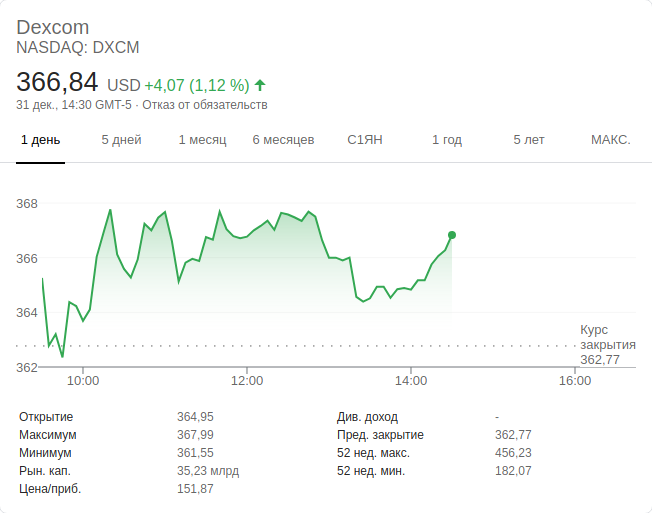 Dexcom
NASDAQ: DXCM
366,84 USD +4,07 (1,12 %)
31 дек., 14:30 GMT-5 · Отказ от обязательств
1 день 5 дней 1 месяц 6 месяцев С1ЯН 1 год 5 лет МАКС.
368
366
364
362
Курс
закрытия
362,77
10:00 12:00 14:00 16:00
Открытие 364,95 Див. доход -
Максимум 367,99 Пред. закрытие 362,77
Минимум 361,55 52 нед. макс. 456,23
Рын. кап. 35,23 млрд 52 нед. мин. 182,07
Цена/приб. 151,87